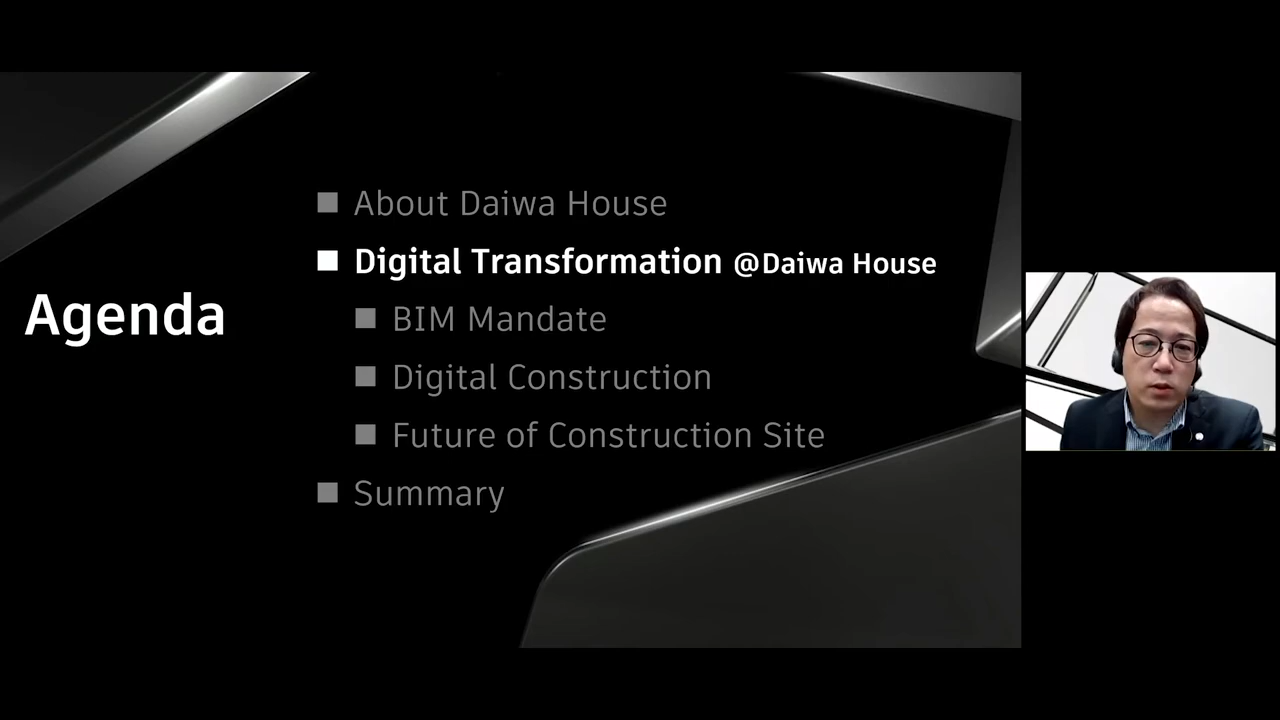 Agenda
About Daiwa House
Digital Transformation @Daiwa House
BIM Mandate
Digital Construction
Future of Construction Site
Summary